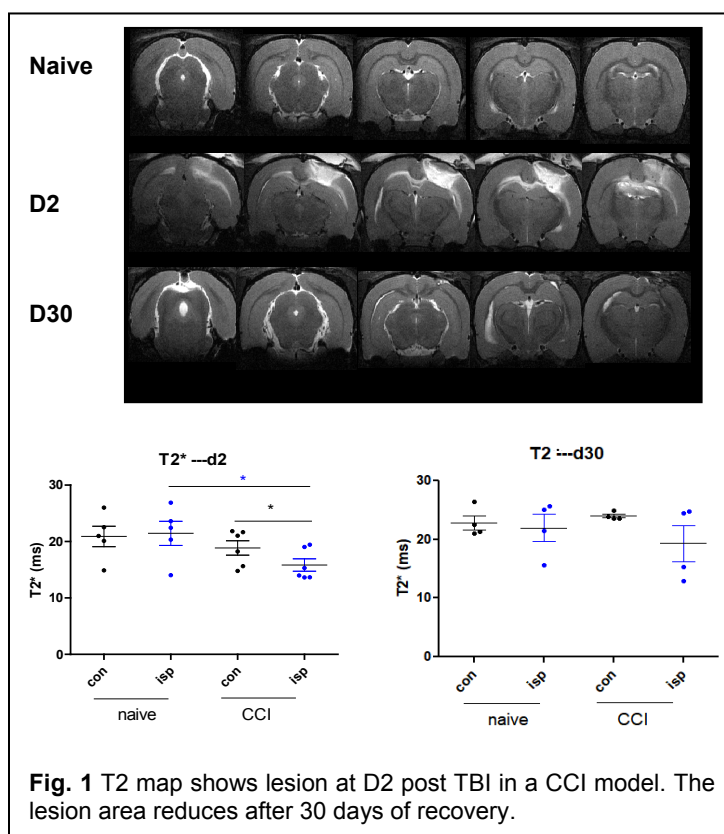 Naive
D2
D30
T2* ---d2
*
*
30
20
10
0
T2* (ms)
con
isp
con
isp
naive
CCI
T2 :---d30
30
20
10
0
T2* (ms)
con
isp
con
isp
naive
CCI
Fig. 1 T2 map shows lesion at D2 post TBI in a CCI model. The
lesion area reduces after 30 days of recovery.